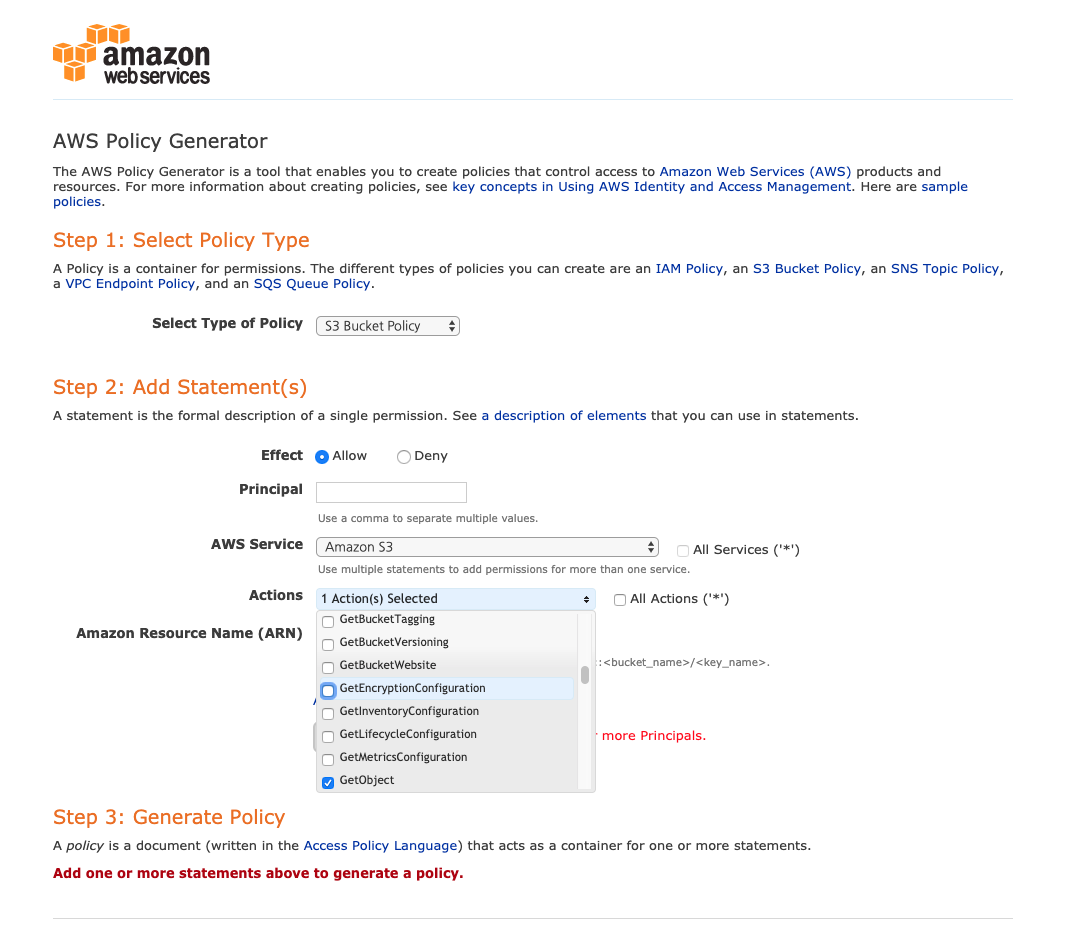 amazon
web services
AWS Policy Generator
The AWS Policy Generator is a tool that enables you to create policies that control access to Amazon Web Services (AWS) products and
resources. For more information about creating policies, see key concepts in Using AWS Identity and Access Management. Here are sample
policies.
Step 1: Select Policy Type
A Policy is a container for permissions. The different types of policies you can create are an IAM Policy, an S3 Bucket Policy, an SNS Topic Policy,
a VPC Endpoint Policy, and an SQS Queue Policy.
Select Type of Policy S3 Bucket Policy
Step 2: Add Statement(s)
A statement is the formal description of a single permission. See a description of elements that you can use in statements.
Effect Allow Deny
Principal
Use a comma to separate multiple values.
AWS Service Amazon S3 All Services ('*')
Use multiple statements to add permissions for more than one service.
Actions 1 Action(s) Selected All Actions ('*')
GetBucketTagging
Amazon Resource Name (ARN)
GetBucketVersioning
GetBucketWebsite :<bucket_name>/<key_name>.
GetEncryptionConfiguration
GetInventoryConfiguration
GetLifecycleConfiguration more Principals.
GetMetricsConfiguration
GetObject
Step 3: Generate Policy
A policy is a document (written in the Access Policy Language) that acts as a container for one or more statements.
Add one or more statements above to generate a policy.